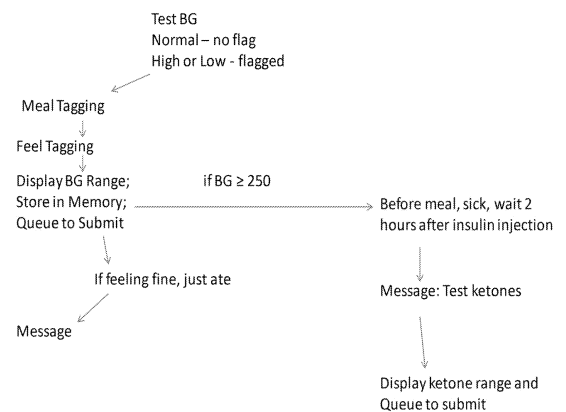 Test BG
Normal – no flag
High or Low - flagged
Meal Tagging
Feel Tagging
Display BG Range;
Store in Memory;
Queue to Submit
if BG ≥ 250
Before meal, sick, wait 2
hours after insulin injection
If feeling fine, just ate
Message: Test ketones
Message
Display ketone range and
Queue to submit